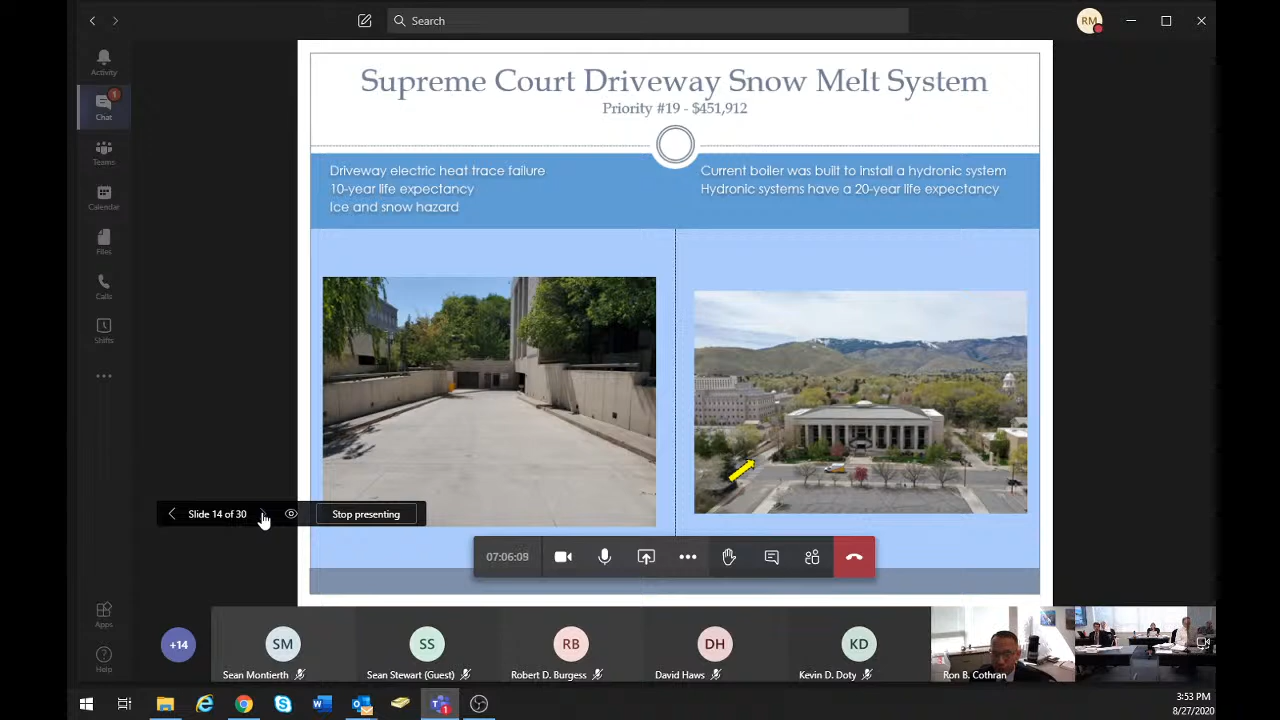 Search
RM
Activity
1
Chat
Teams
Calendar
Files
Calls
Shifts
Apps
Help
Supreme Court Driveway Snow Melt System
Priority #19 - $451,912
Driveway electric heat trace failure
10-year life expectancy
Ice and snow hazard
Current boiler was built to install a hydronic system
Hydronic systems have a 20-year life expectancy
Slide 14 of 30
Stop presenting
07:06:09
+14
SM
Sean Montierth
SS
Sean Stewart (Guest)
RB
Robert D. Burgess
DH
David Haws
KD
Kevin D. Doty
Ron B. Cothran
1
3:53 PM
8/27/2020